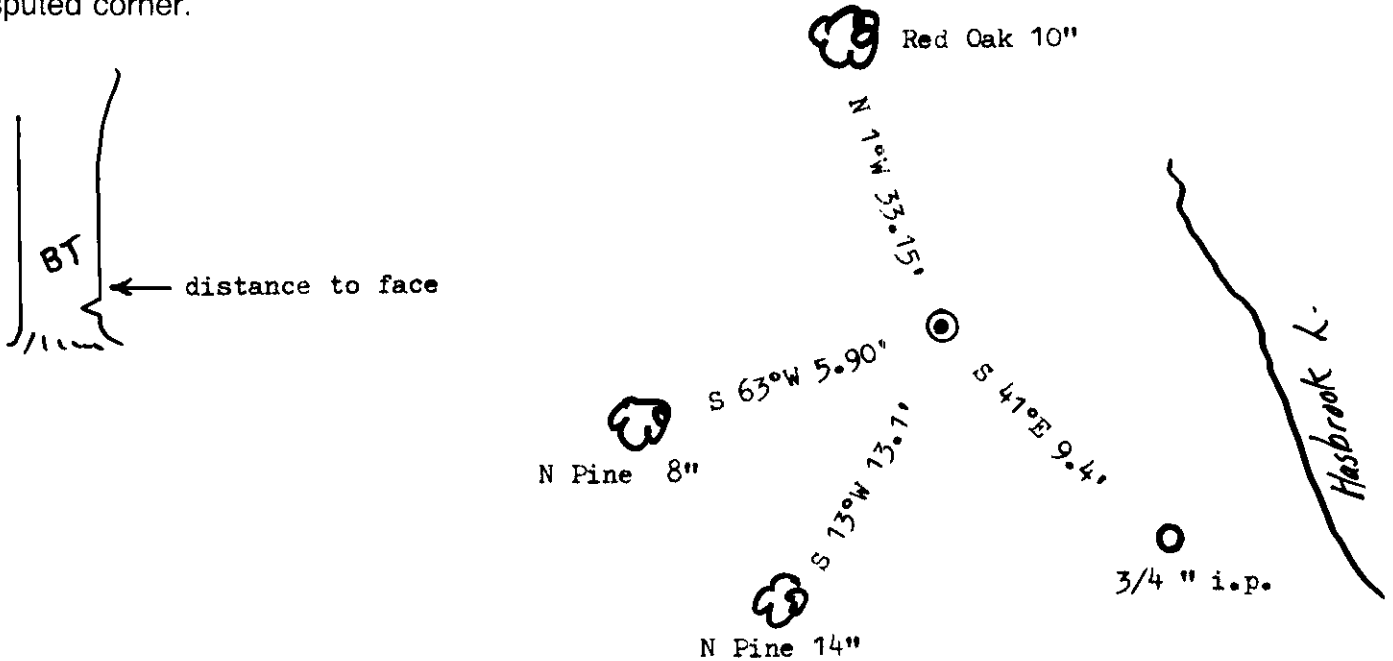 sputed corner.
Red Oak 10"
N 1°W 33.15'
BT
distance to face
S 63°W 5.90'
S 41°E 9.4'
Hasbrook L.
N Pine 8"
S 13°W 13.1'
3/4 " i.p.
N Pine 14"